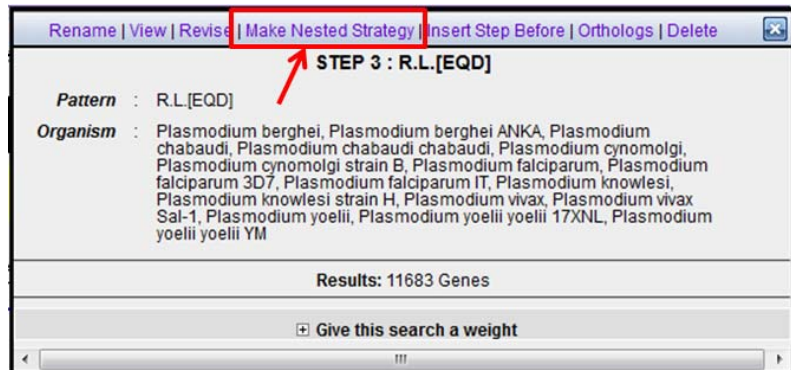 Rename | View | Revise | Make Nested Strategy | Insert Step Before | Orthologs | Delete
STEP 3 : R.L.[EQD]
Pattern : R.L.[EQD]
Organism : Plasmodium berghei, Plasmodium berghei ANKA, Plasmodium
chabaudi, Plasmodium chabaudi chabaudi, Plasmodium cynomolgi,
Plasmodium cynomolgi strain B, Plasmodium falciparum, Plasmodium
falciparum 3D7, Plasmodium falciparum IT, Plasmodium knowlesi,
Plasmodium knowlesi strain H, Plasmodium vivax, Plasmodium vivax
Sal-1, Plasmodium yoelii, Plasmodium yoelii yoelii 17XNL, Plasmodium
yoelii yoelii YM
Results: 11683 Genes
Give this search a weight